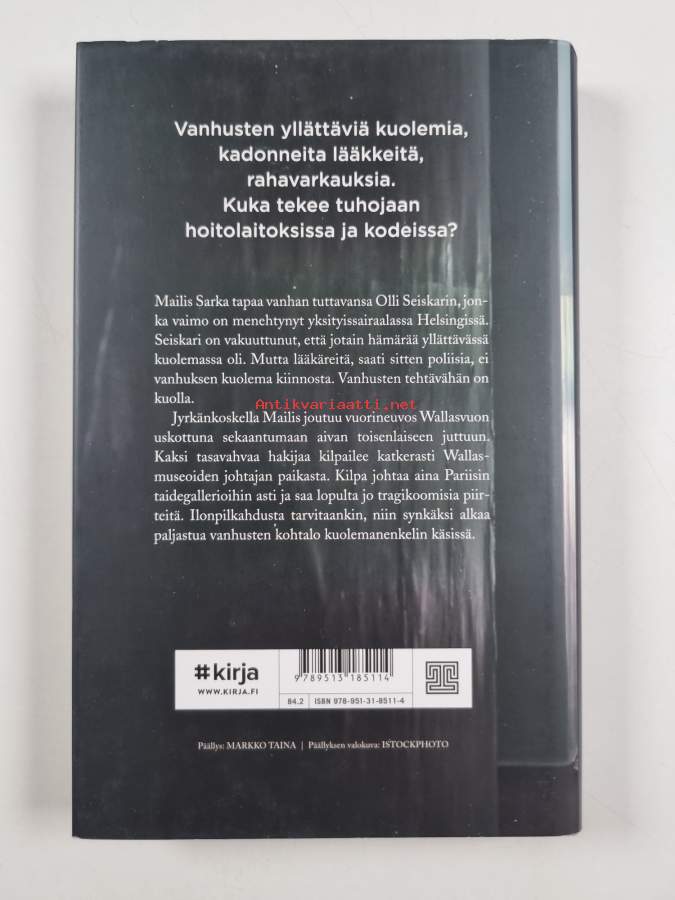 Vanhusten yllättäviä kuolemia,
kadonneita lääkkeitä,
rahavarkauksia.
Kuka tekee tuhojaan
hoitolaitoksissa ja kodeissa?
Mailis Sarka tapaa vanhan tuttavansa Olli Seiskarin, jon-
ka vaimo on menehtynyt yksityissairaalassa Helsingissä.
Seiskari on vakuuttunut, että jotain hämärää yllättävässä
kuolemassa oli. Mutta lääkäreitä, saati sitten poliisia, ei
vanhuksen kuolema kiinnosta. Vanhusten tehtävähän on
kuolla.
Antikvariaatti.net
Jyrkänkoskella Mailis joutuu vuorineuvos Wallasvuon
uskottuna sekaantumaan aivan toisenlaiseen juttuun.
Kaksi tasavahvaa hakijaa kilpailee katkerasti Wallas-
museoiden johtajan paikasta. Kilpa johtaa aina Pariisin
taidegallerioihin asti ja saa lopulta jo tragikoomisia piir-
teitä. Ilonpilkahdusta tarvitaankin, niin synkäksi alkaa
paljastua vanhusten kohtalo kuolemanenkelin käsissä.
#kirja
WWW.KIRJA.FI
9 789513 185114
84.2 ISBN 978-951-31-8511-4
Päällys: MARKKO TAINA | Päällyksen valokuva: ISTOCKPHOTO